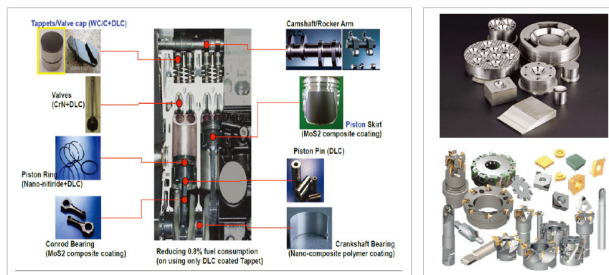 Tappets/Valve cap (WC/C+DLC)
Camshaft/Rocker Arm
Valves
(CrN+DLC)
Piston Skirt
(MoS2 composite coating)
Piston Ring
(Nano-nitiride+DLC)
Piston Pin (DLC)
Conrod Bearing
(MoS2 composite coating)
Reducing 0.8% fuel consumption
(on using only DLC coated Tappet)
Crankshaft Bearing
(Nano-composite polymer coating)